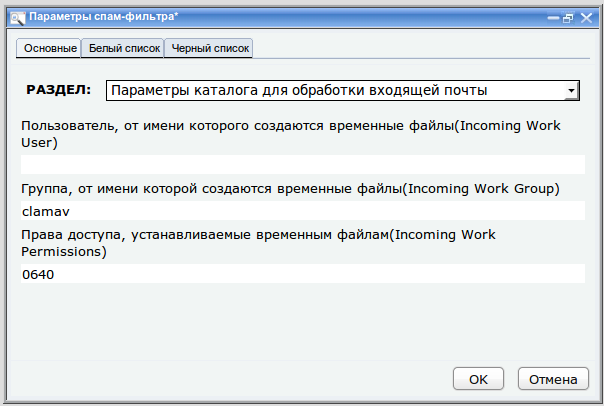 Параметры спам-фильтра*
Основные Белый список Черный список
РАЗДЕЛ: Параметры каталога для обработки входящей почты
Пользователь, от имени которого создаются временные файлы(Incoming Work
User)
Группа, от имени которой создаются временные файлы(Incoming Work Group)
clamav
Права доступа, устанавливаемые временным файлам(Incoming Work
Permissions)
0640
OK Отмена